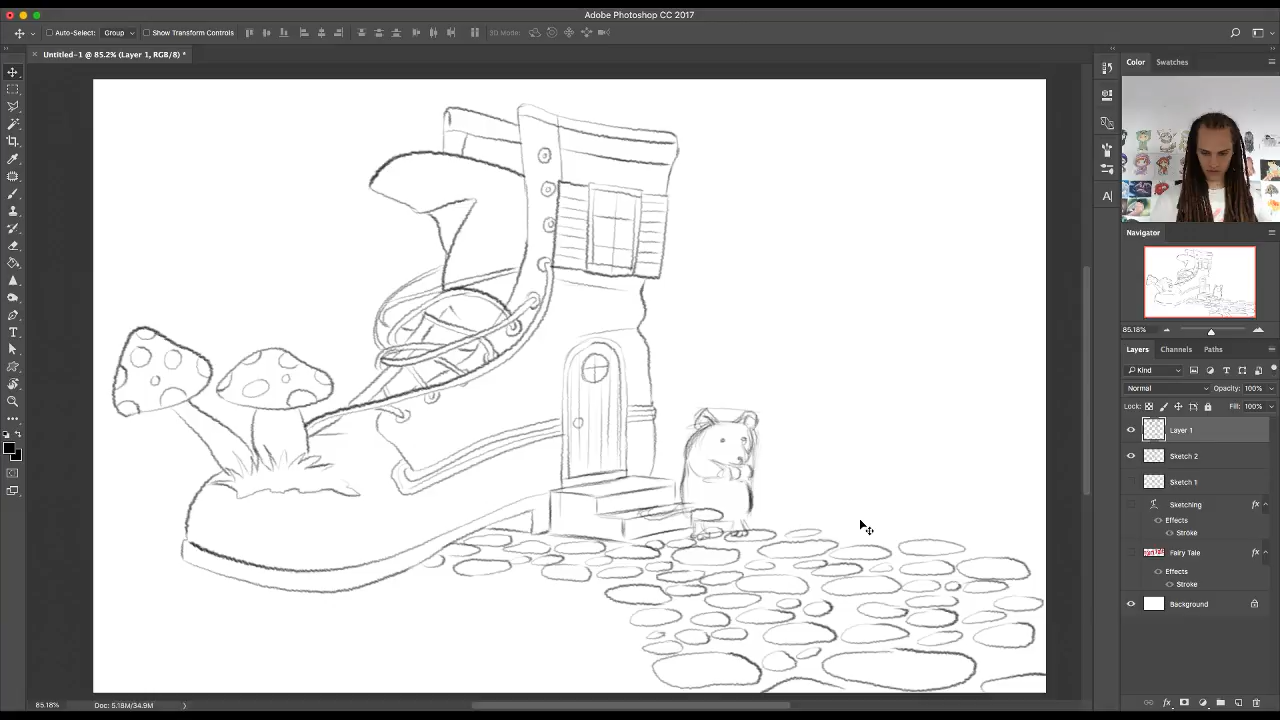 Adobe Photoshop CC 2017
Auto-Select: Group Show Transform Controls 3D Mode:
Untitled-1 @ 85.2% (Layer 1, RGB/8) *
Color Swatches
Navigator
85.18%
Layers Channels Paths
Kind
Normal Opacity: 100%
Lock: Fill: 100%
Layer 1
Sketch 2
Sketch 1
Sketching fx
Effects
Stroke
Fairy Tale fx
Effects
Stroke
Background
85.18% Doc: 5.18M/34.9M